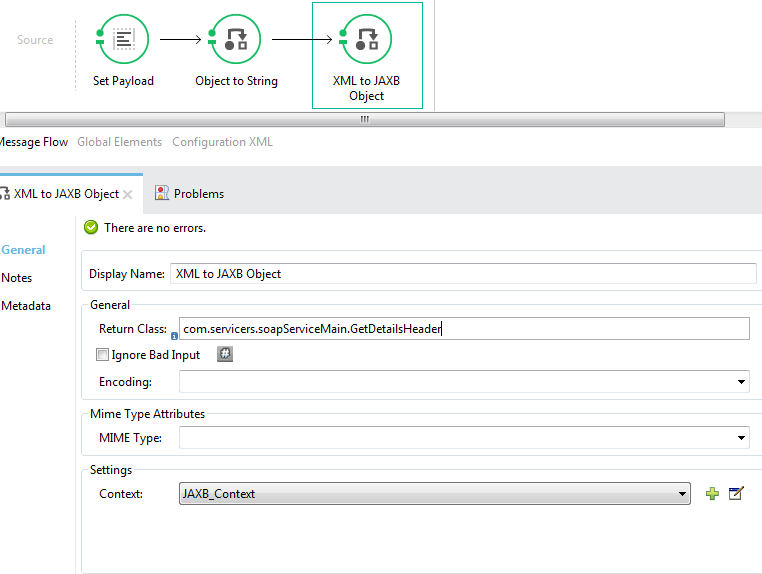 Source
Set Payload
Object to String
XML to JAXB
Object
Message Flow
Global Elements
Configuration XML
XML to JAXB Object
Problems
There are no errors.
General
Notes
Metadata
Display Name:
XML to JAXB Object
General
Return Class:
com.servicers.soapServiceMain.GetDetailsHeader
Ignore Bad Input
Encoding:
Mime Type Attributes
MIME Type:
Settings
Context:
JAXB_Context